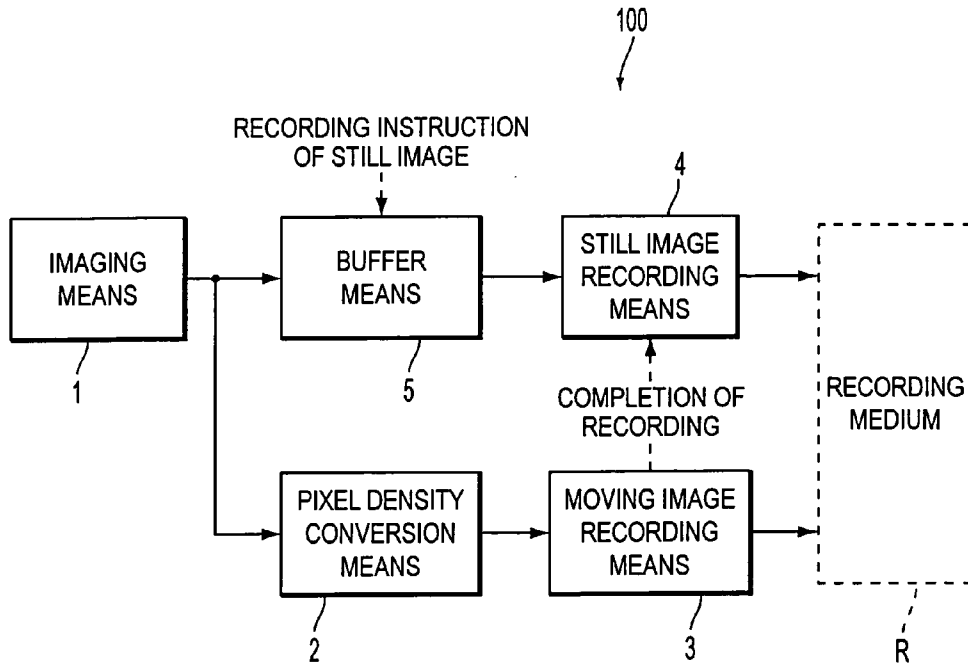 100
RECORDING INSTRUCTION
OF STILL IMAGE
4
IMAGING
MEANS
BUFFER
MEANS
STILL IMAGE
RECORDING
MEANS
1
5
COMPLETION OF
RECORDING
RECORDING
MEDIUM
PIXEL DENSITY
CONVERSION
MEANS
MOVING IMAGE
RECORDING
MEANS
2
3
R